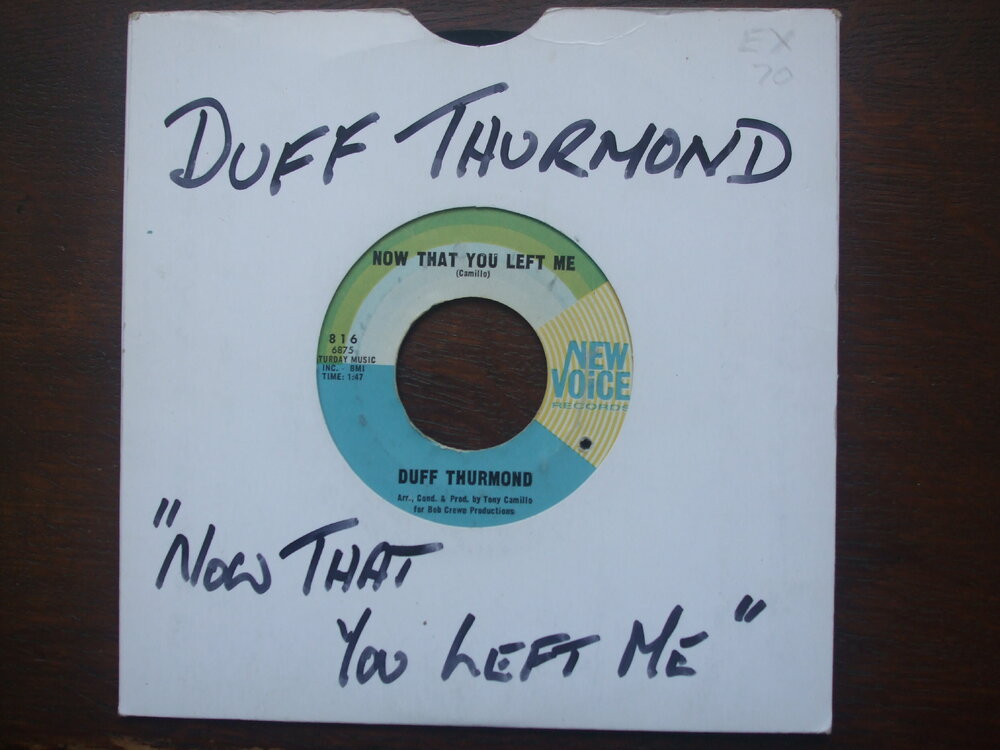 EX
70
DUFF THURMOND
NOW THAT YOU LEFT ME
(Camillo)
816
6875
TURDAY MUSIC
INC. BMI
TIME: 1:47
NEW
VOICE
RECORDS
DUFF THURMOND
Arr., Cond. & Prod. by Tony Camillo
for Bob Crewe Productions
"NOW THAT
YOU LEFT ME"